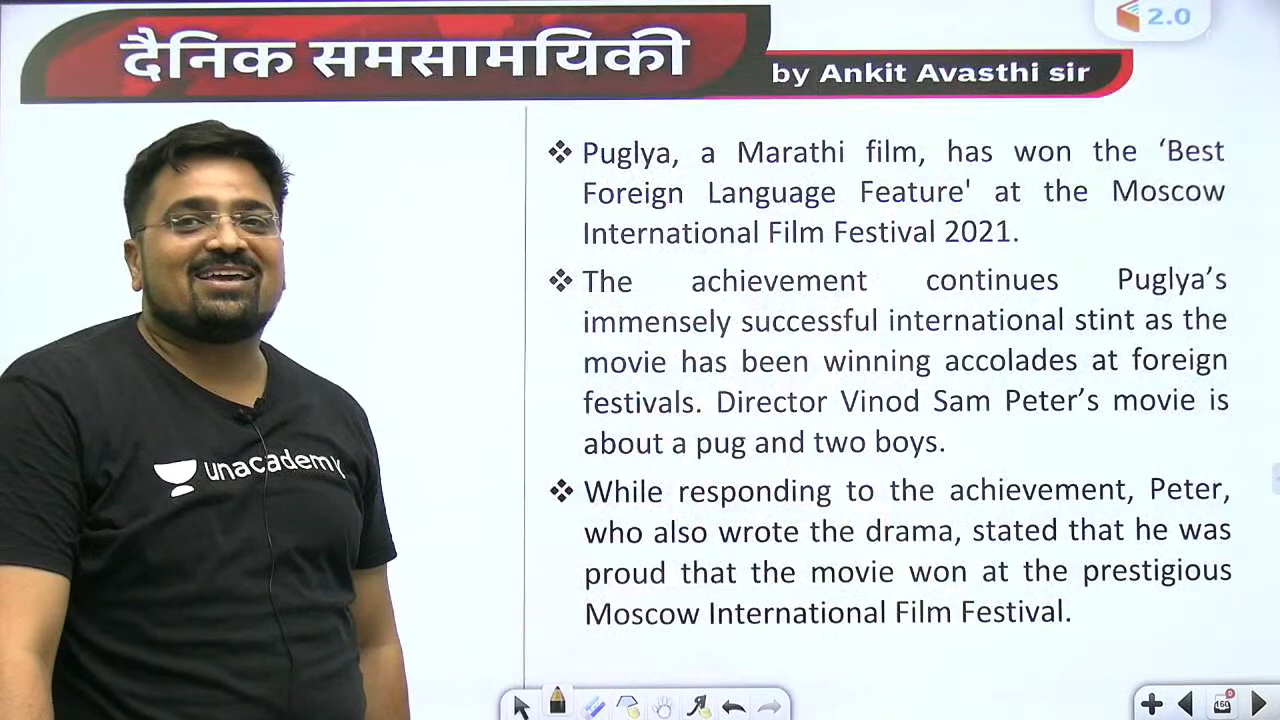 2.0
दैनिक समसामयिकी
by Ankit Avasthi sir
❖ Puglya, a Marathi film, has won the ‘Best
Foreign Language Feature' at the Moscow
International Film Festival 2021.
❖ The achievement continues Puglya’s
immensely successful international stint as the
movie has been winning accolades at foreign
festivals. Director Vinod Sam Peter’s movie is
about a pug and two boys.
❖ While responding to the achievement, Peter,
who also wrote the drama, stated that he was
proud that the movie won at the prestigious
Moscow International Film Festival.
unacademy
160